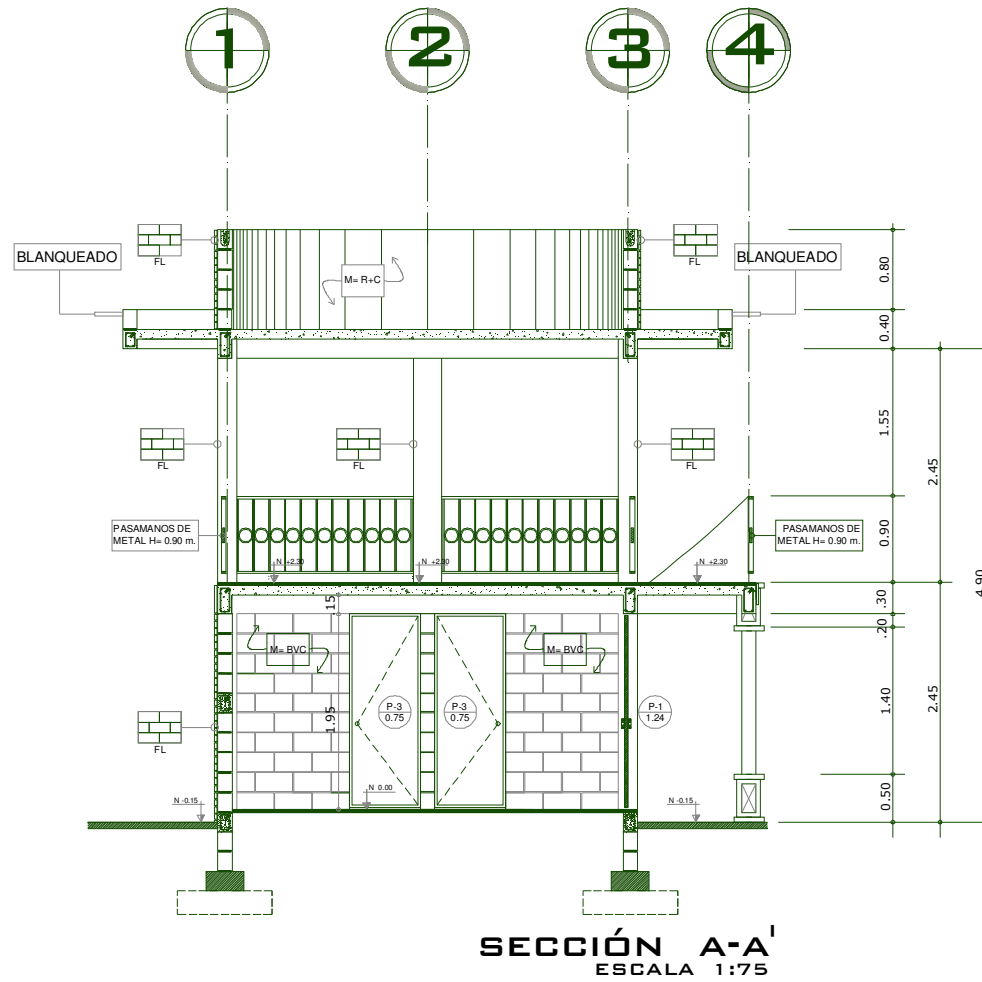 1 2 3 4
FL
FL
BLANQUEADO
BLANQUEADO
M= R+C
0.80
0.40
1.55
2.45
FL
FL
FL
PASAMANOS DE
METAL H= 0.90 m.
PASAMANOS DE
METAL H= 0.90 m.
0.90
N +2.30
N +2.30
N +2.30
4.90
.30
.15
.20
M= BVC
M= BVC
P-3
0.75
P-3
0.75
P-1
1.24
1.95
1.40
2.45
FL
N 0.00
N -0.15
N -0.15
0.50
SECCIÓN A-A'
ESCALA 1:75